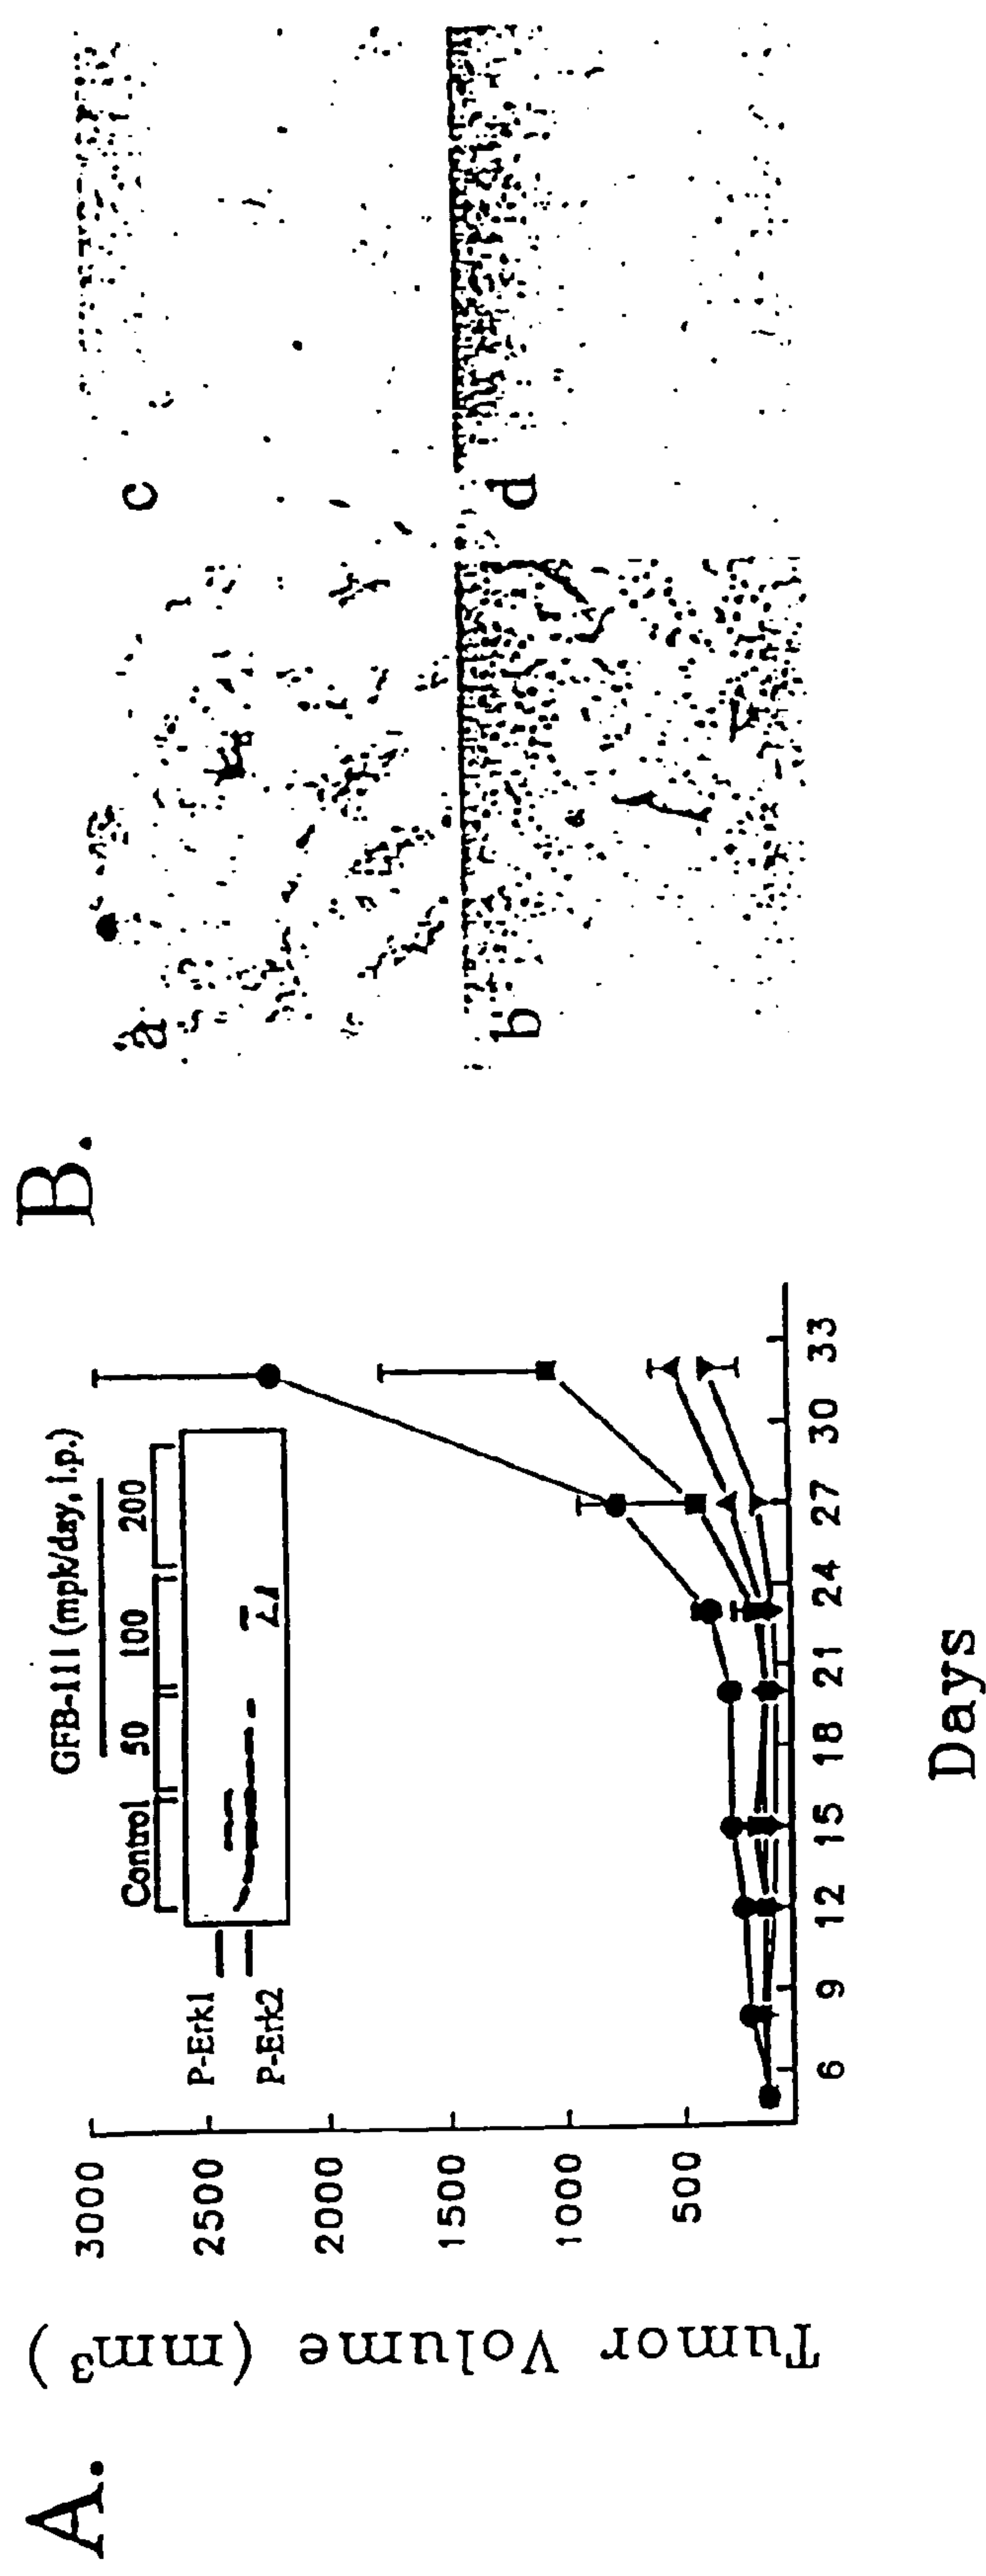 A.
Tumor Volume (mm³)
3000
2500
2000
1500
1000
500
GFB-111 (mpk/day, i.p.)
Control 50 100 200
P-Erk1
P-Erk2
6 9 12 15 18 21 24 27 30 33
Days
B.
a
c
b
d